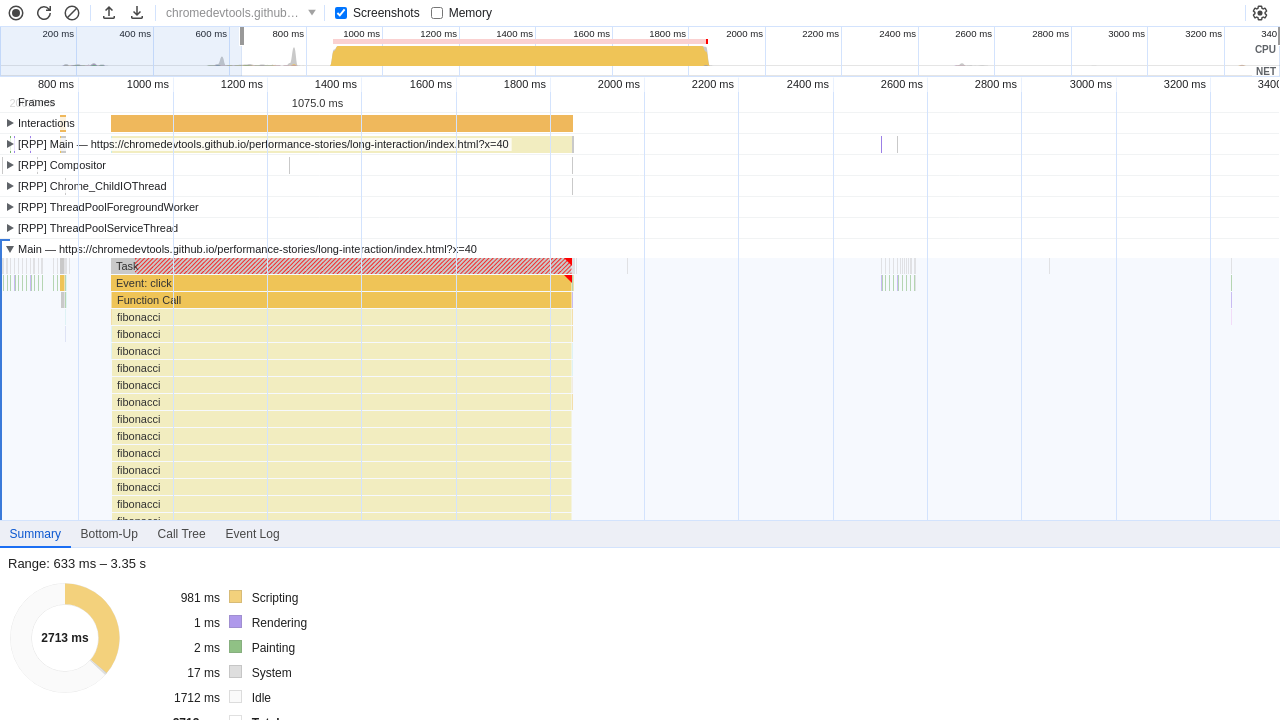 chromedevtools.github… Screenshots Memory
200 ms 400 ms 600 ms 800 ms 1000 ms 1200 ms 1400 ms 1600 ms 1800 ms 2000 ms 2200 ms 2400 ms 2600 ms 2800 ms 3000 ms 3200 ms 340
CPU
NET
800 ms 1000 ms 1200 ms 1400 ms 1600 ms 1800 ms 2000 ms 2200 ms 2400 ms 2600 ms 2800 ms 3000 ms 3200 ms 3400
Frames 1075.0 ms
Interactions
[RPP] Main — https://chromedevtools.github.io/performance-stories/long-interaction/index.html?x=40
[RPP] Compositor
[RPP] Chrome_ChildIOThread
[RPP] ThreadPoolForegroundWorker
[RPP] ThreadPoolServiceThread
Main — https://chromedevtools.github.io/performance-stories/long-interaction/index.html?x=40
Task
Event: click
Function Call
fibonacci
fibonacci
fibonacci
fibonacci
fibonacci
fibonacci
fibonacci
fibonacci
fibonacci
fibonacci
fibonacci
fibonacci
fibonacci
Summary Bottom-Up Call Tree Event Log
Range: 633 ms – 3.35 s
2713 ms
981 ms Scripting
1 ms Rendering
2 ms Painting
17 ms System
1712 ms Idle